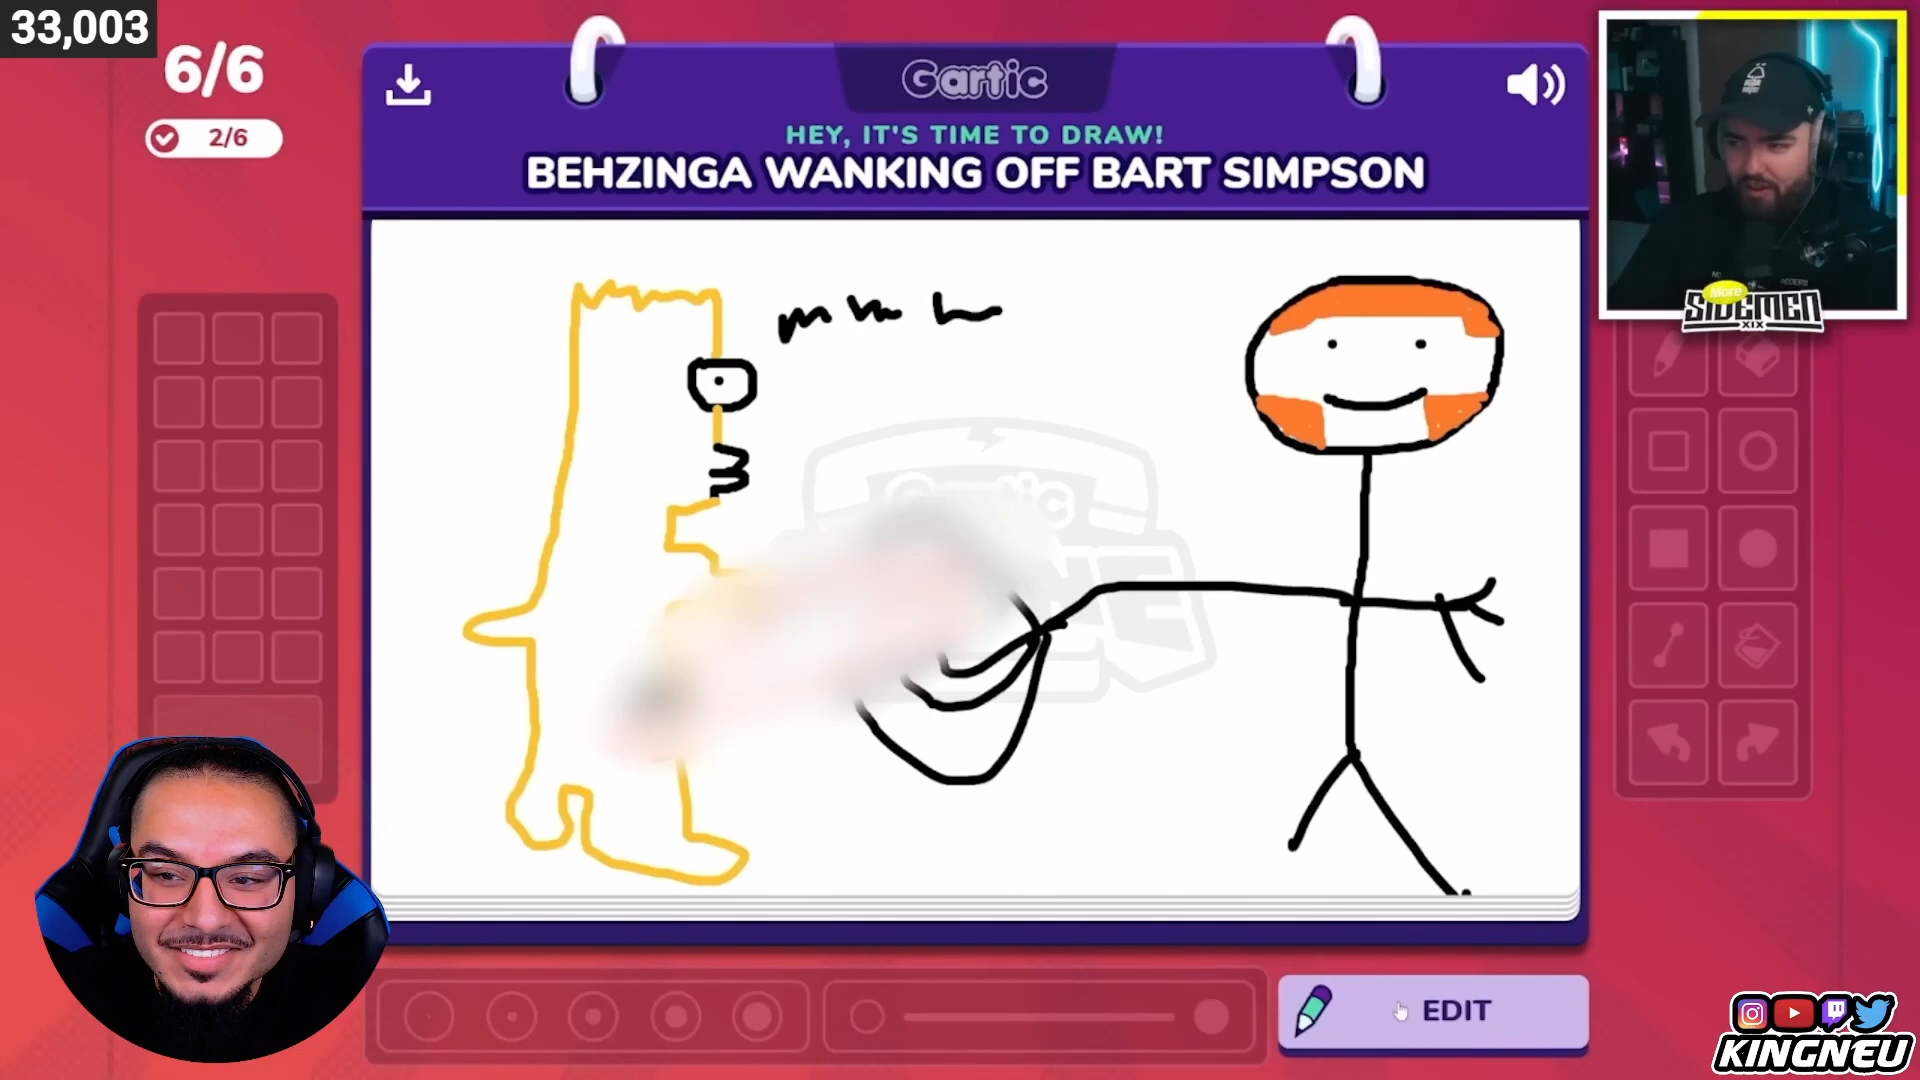 33,003
6/6
2/6
Gartic
HEY, IT'S TIME TO DRAW!
BEHZINGA WANKING OFF BART SIMPSON
More
SIDEMEN
XIX
EDIT
KINGNEU